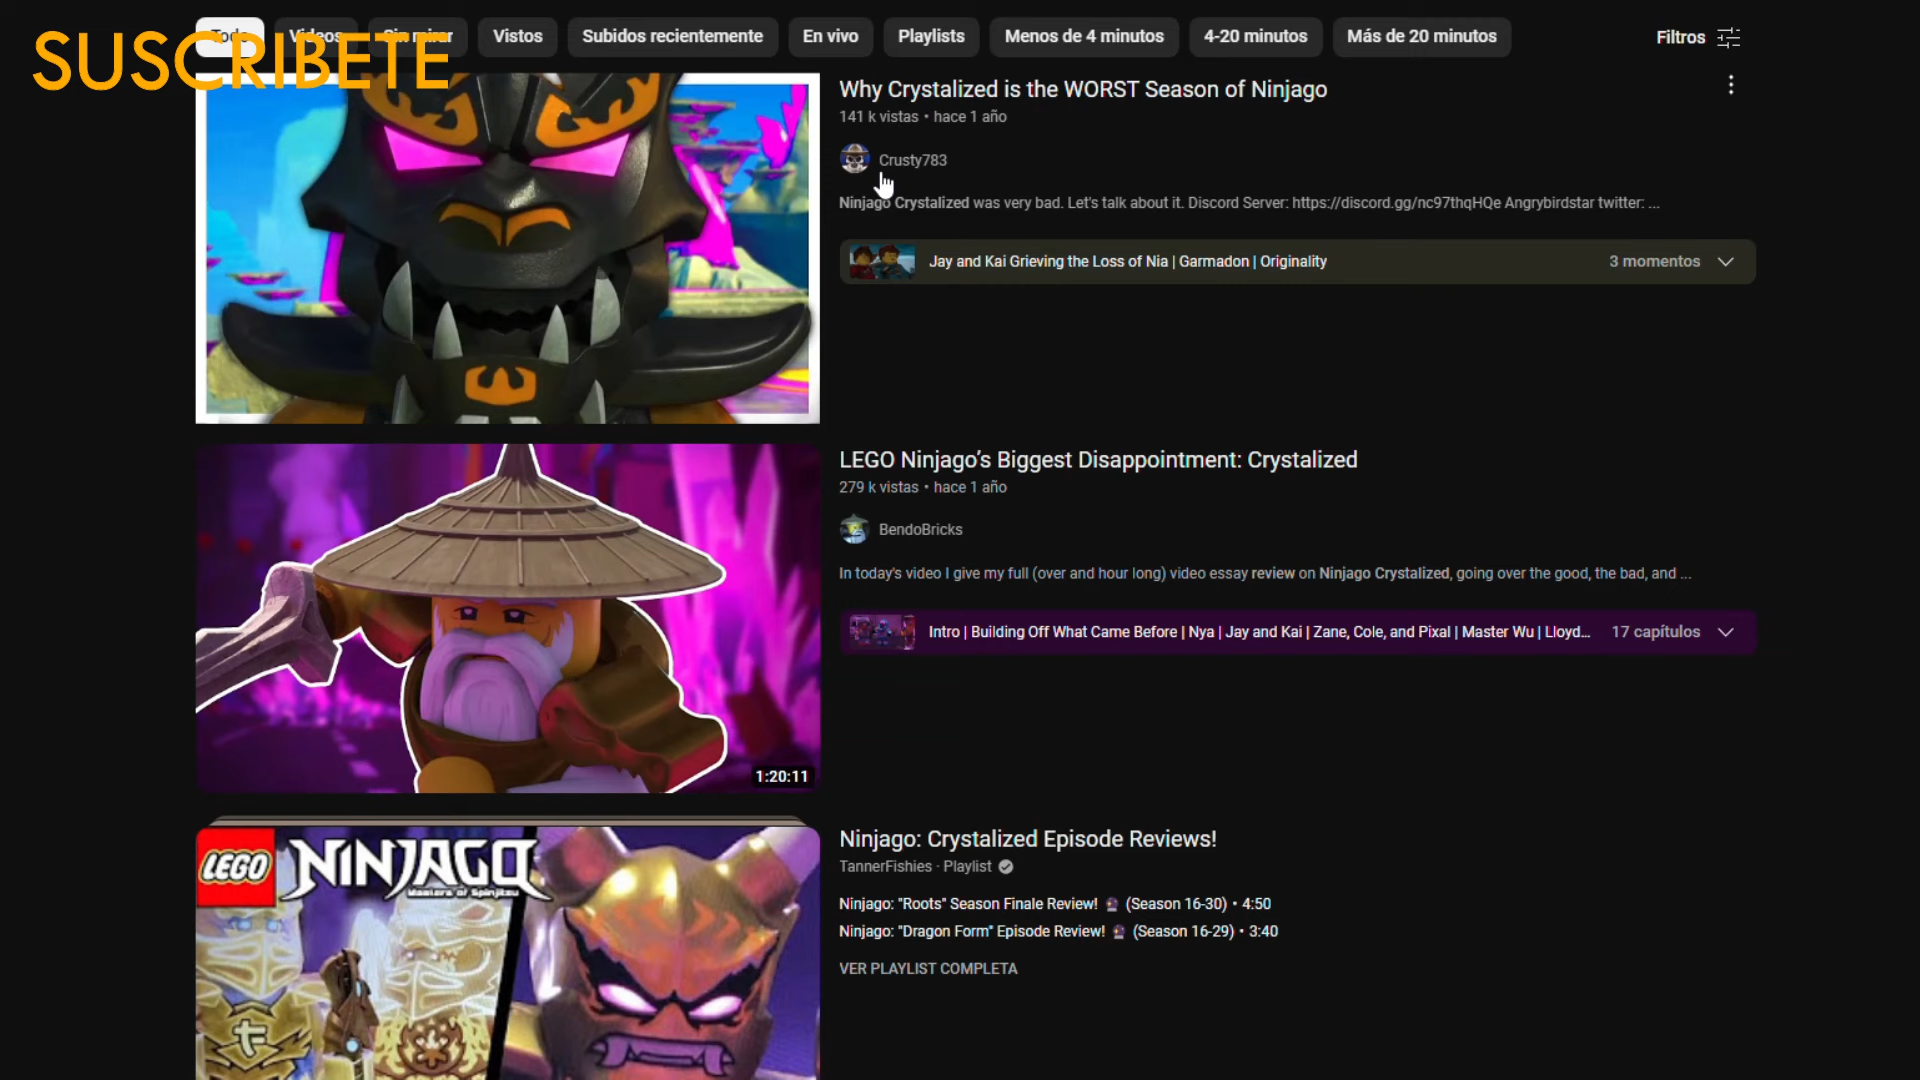 SUSCRIBETE
Todo Videos Sin mirar Vistos Subidos recientemente En vivo Playlists Menos de 4 minutos 4-20 minutos Más de 20 minutos Filtros
Why Crystalized is the WORST Season of Ninjago
141 k vistas • hace 1 año
Crusty783
Ninjago Crystalized was very bad. Let's talk about it. Discord Server: https://discord.gg/nc97thqHQe Angrybirdstar twitter: ...
Jay and Kai Grieving the Loss of Nia | Garmadon | Originality 3 momentos
LEGO Ninjago’s Biggest Disappointment: Crystalized
279 k vistas • hace 1 año
BendoBricks
In today's video I give my full (over and hour long) video essay review on Ninjago Crystalized, going over the good, the bad, and ...
Intro | Building Off What Came Before | Nya | Jay and Kai | Zane, Cole, and Pixal | Master Wu | Lloyd... 17 capítulos
1:20:11
LEGO NINJAGO
Masters of Spinjitzu
Ninjago: Crystalized Episode Reviews!
TannerFishies · Playlist
Ninjago: "Roots" Season Finale Review! 🔮 (Season 16-30) • 4:50
Ninjago: "Dragon Form" Episode Review! 🔮 (Season 16-29) • 3:40
VER PLAYLIST COMPLETA